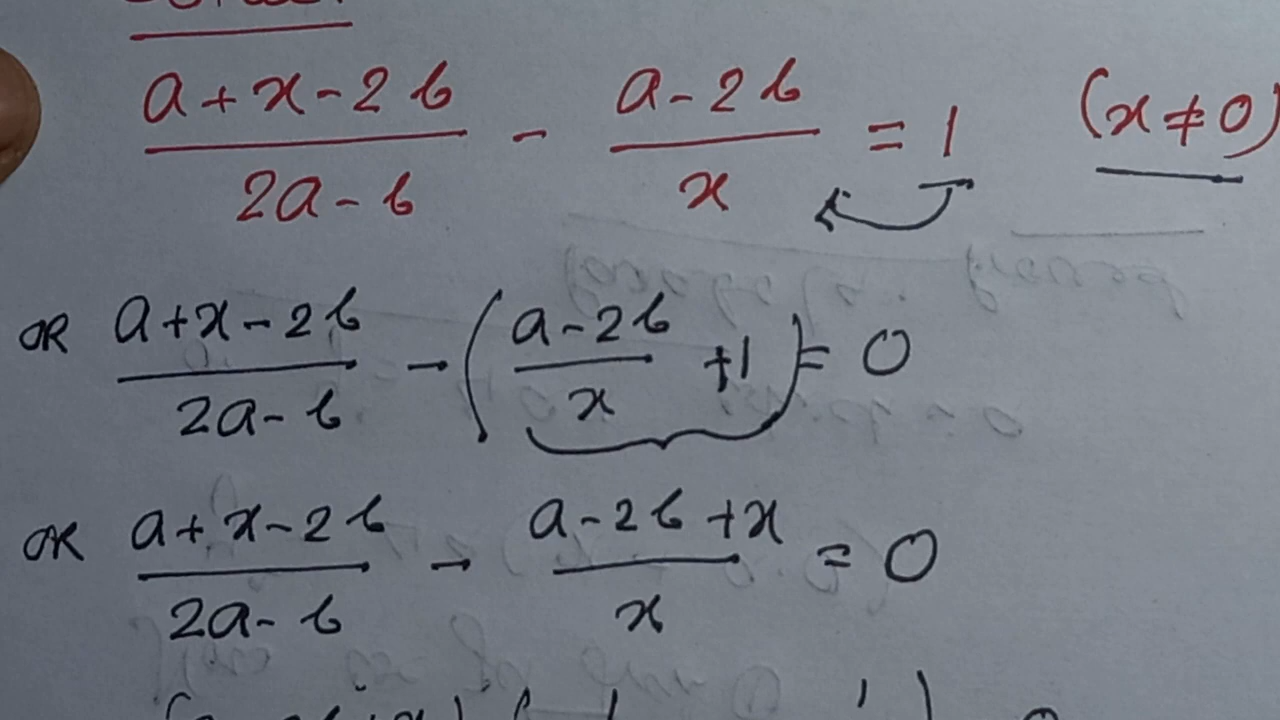 a+x-2b / 2a-b - a-2b / x = 1 (x≠0)
OR a+x-2b / 2a-b - (a-2b / x +1) = 0
OR a+x-2b / 2a-b - a-2b+x / x = 0